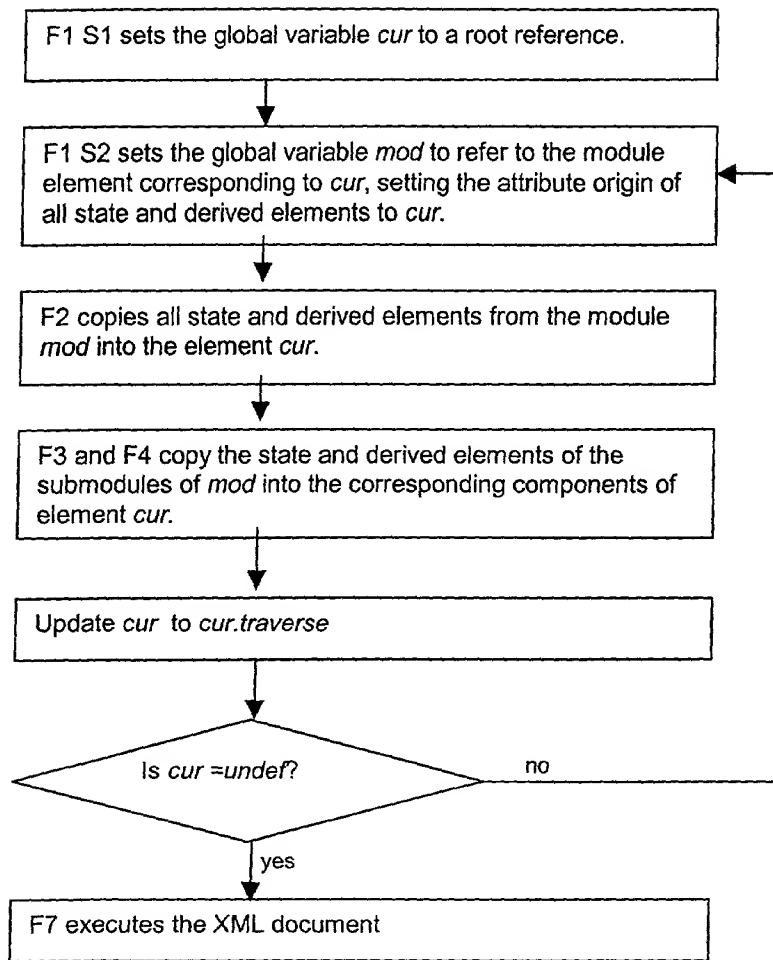 F1 S1 sets the global variable cur to a root reference.
F1 S2 sets the global variable mod to refer to the module
element corresponding to cur, setting the attribute origin of
all state and derived elements to cur.
F2 copies all state and derived elements from the module
mod into the element cur.
F3 and F4 copy the state and derived elements of the
submodules of mod into the corresponding components of
element cur.
Update cur to cur.traverse
Is cur =undef?
no
yes
F7 executes the XML document